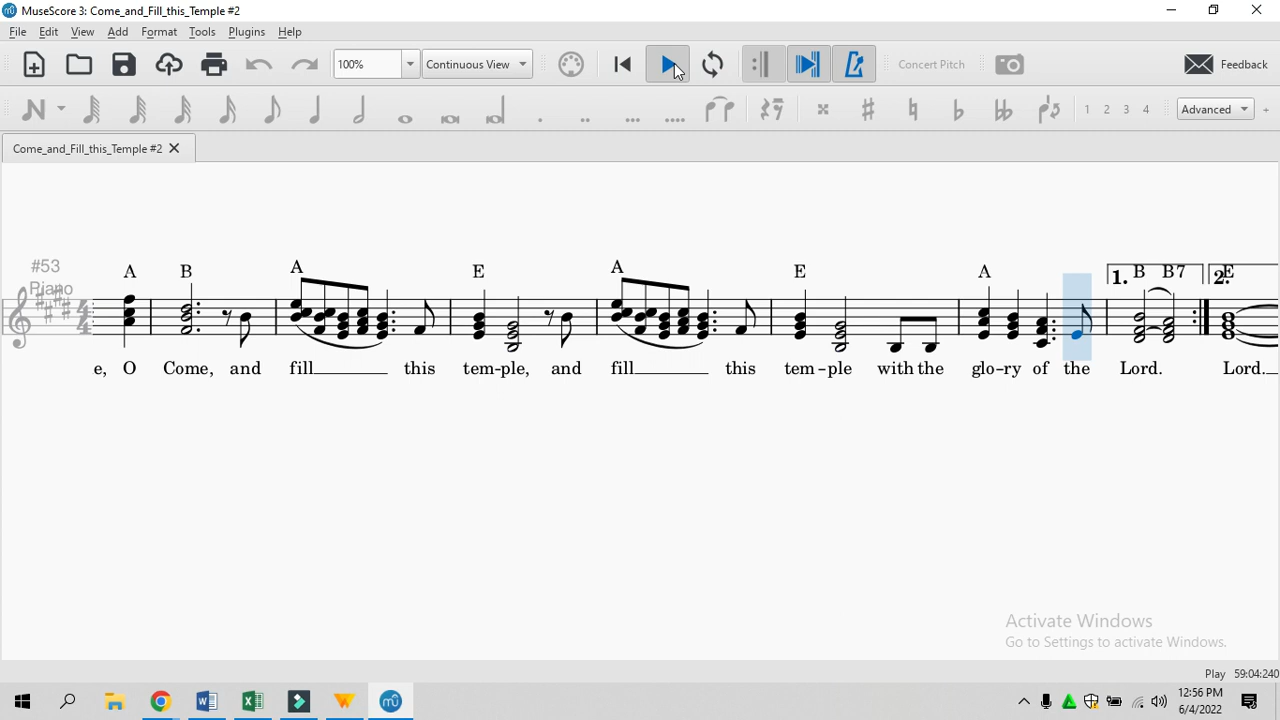 MuseScore 3: Come_and_Fill_this_Temple #2
File Edit View Add Format Tools Plugins Help
100% Continuous View Concert Pitch Feedback
1 2 3 4 Advanced +
Come_and_Fill_this_Temple #2
#53
Piano
A B A E A E A 1. B B7 2. E
4
4
e, O Come, and fill this tem-ple, and fill this tem-ple with the glo-ry of the Lord. Lord.
Activate Windows
Go to Settings to activate Windows.
Play 59:04:240
12:56 PM
6/4/2022